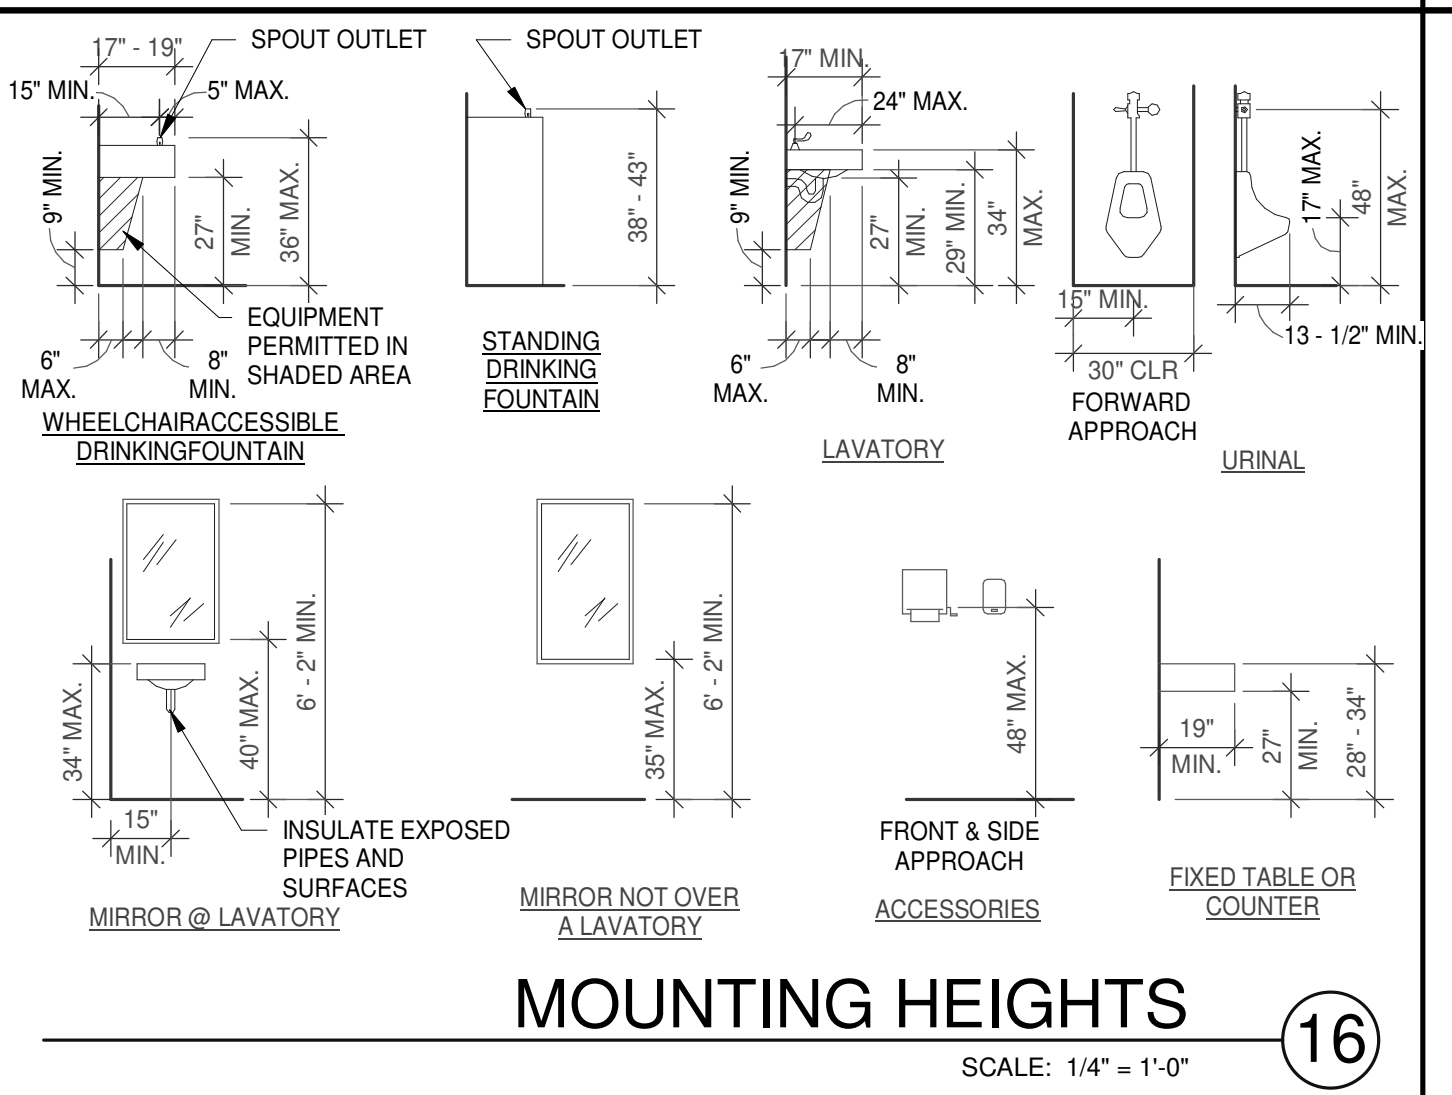 17" - 19"
SPOUT OUTLET
15" MIN.
5" MAX.
9" MIN.
27"
MIN.
36" MAX.
6"
MAX.
8"
MIN.
EQUIPMENT
PERMITTED IN
SHADED AREA
WHEELCHAIRACCESSIBLE
DRINKINGFOUNTAIN
SPOUT OUTLET
38" - 43"
STANDING
DRINKING
FOUNTAIN
17" MIN.
24" MAX.
9" MIN.
27"
MIN.
29" MIN.
34"
MAX.
6"
MAX.
8"
MIN.
LAVATORY
15" MIN.
30" CLR
FORWARD
APPROACH
17" MAX.
48"
MAX.
13 - 1/2" MIN.
URINAL
34" MAX.
40" MAX.
6' - 2" MIN.
15"
MIN.
INSULATE EXPOSED
PIPES AND
SURFACES
MIRROR @ LAVATORY
35" MAX.
6' - 2" MIN.
MIRROR NOT OVER
A LAVATORY
48" MAX.
FRONT & SIDE
APPROACH
ACCESSORIES
19"
MIN.
27"
MIN.
28" - 34"
FIXED TABLE OR
COUNTER
MOUNTING HEIGHTS
16
SCALE: 1/4" = 1'-0"